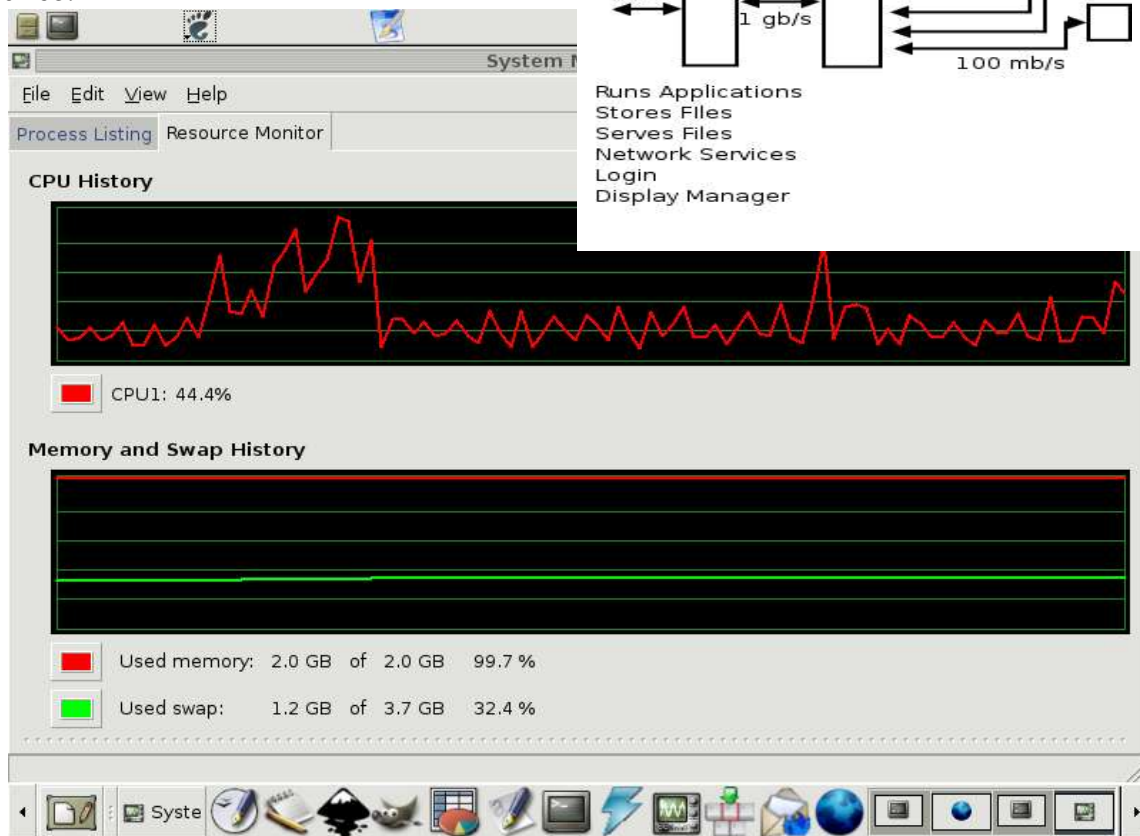 System
File Edit View Help
Process Listing Resource Monitor
1 gb/s
100 mb/s
Runs Applications
Stores FIles
Serves Files
Network Services
Login
Display Manager
CPU History
CPU1: 44.4%
Memory and Swap History
Used memory: 2.0 GB of 2.0 GB 99.7 %
Used swap: 1.2 GB of 3.7 GB 32.4 %
Syste